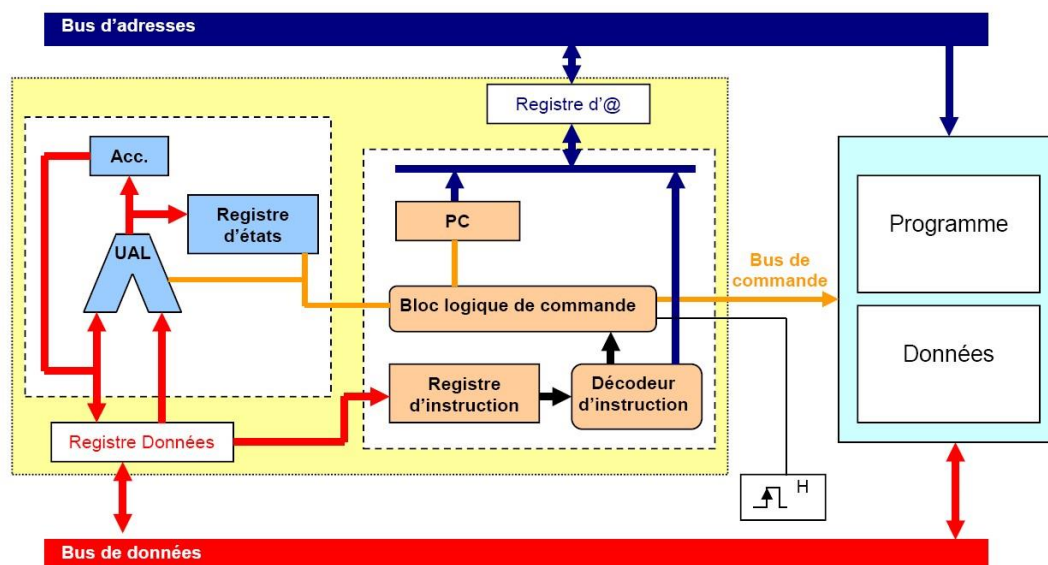 Bus d'adresses
Registre d'@
Acc.
Registre
d'états
UAL
PC
Bloc logique de commande
Bus de
commande
Programme
Données
Registre
d'instruction
Décodeur
d'instruction
Registre Données
H
Bus de données